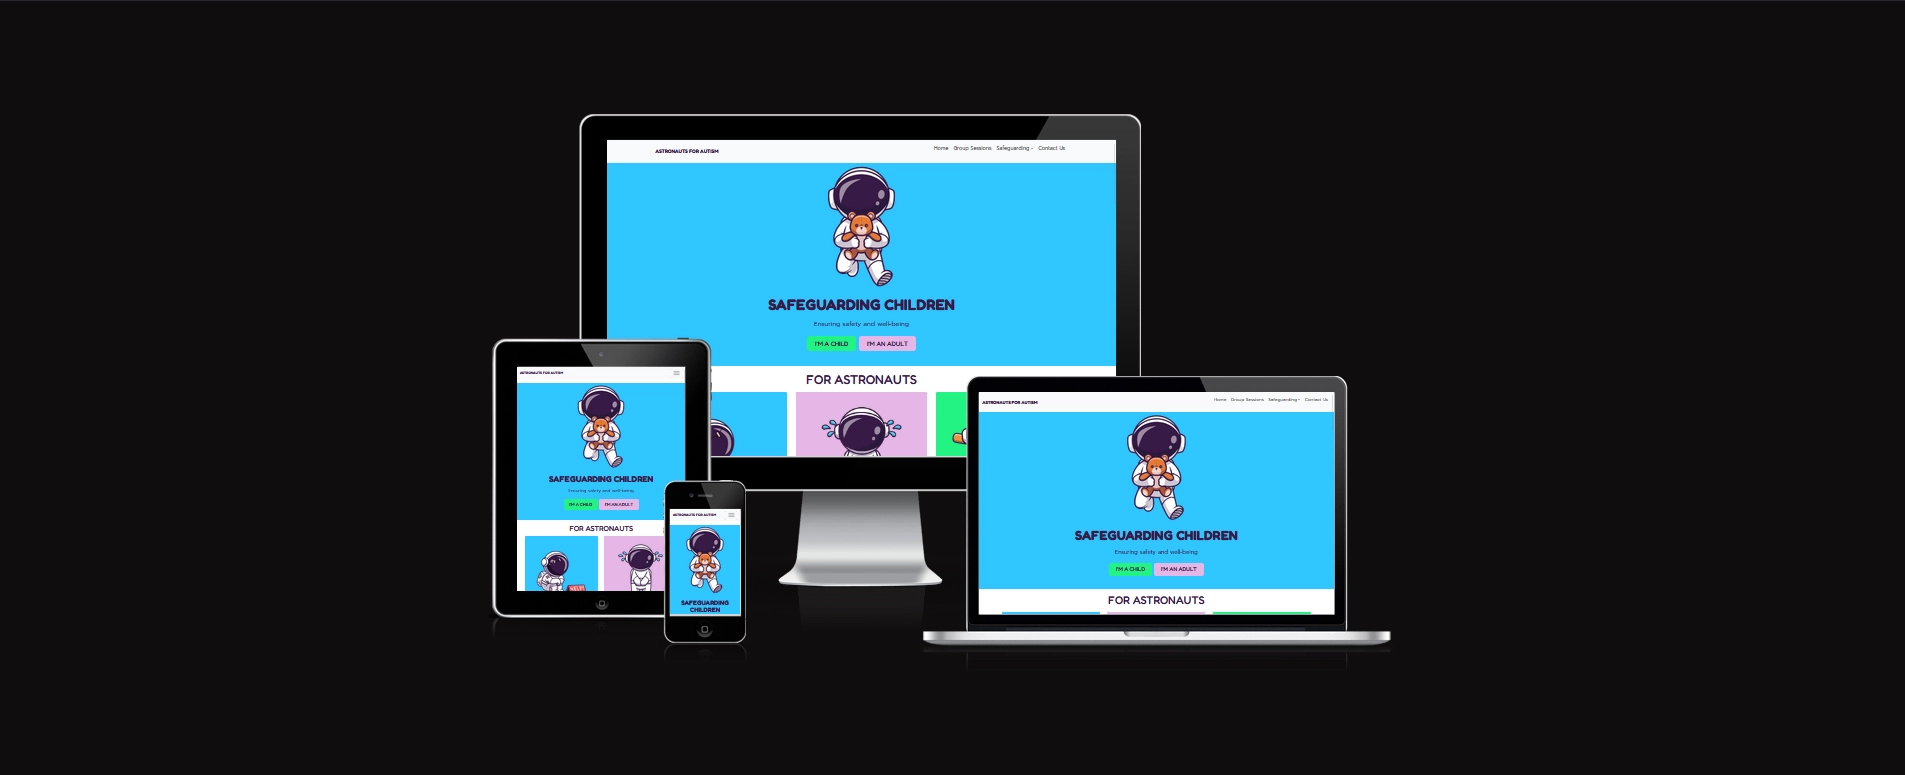 ASTRONAUTS FOR AUTISM
Home Group Sessions Safeguarding Contact Us
SAFEGUARDING CHILDREN
Ensuring safety and well-being
I'M A CHILD I'M AN ADULT
FOR ASTRONAUTS
ASTRONAUTS FOR AUTISM
SAFEGUARDING CHILDREN
Ensuring safety and well-being
I'M A CHILD I'M AN ADULT
FOR ASTRONAUTS
HELP!
ASTRONAUTS FOR AUTISM
SAFEGUARDING
CHILDREN
ASTRONAUTS FOR AUTISM
Home Group Sessions Safeguarding Contact Us
SAFEGUARDING CHILDREN
Ensuring safety and well-being
I'M A CHILD I'M AN ADULT
FOR ASTRONAUTS